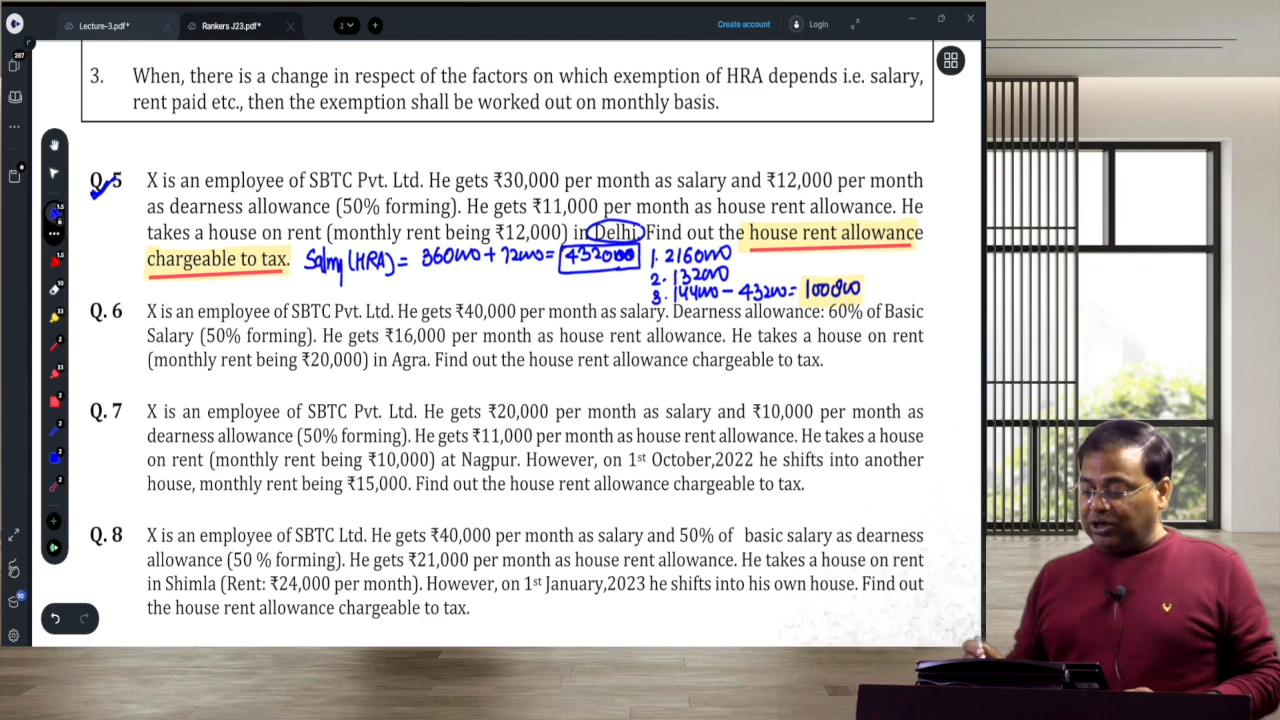 Lecture-3.pdf*
Rankers J23.pdf*
2
Create account
Login
267
3. When, there is a change in respect of the factors on which exemption of HRA depends i.e. salary,
rent paid etc., then the exemption shall be worked out on monthly basis.
Q. 5 X is an employee of SBTC Pvt. Ltd. He gets ₹30,000 per month as salary and ₹12,000 per month
as dearness allowance (50% forming). He gets ₹11,000 per month as house rent allowance. He
takes a house on rent (monthly rent being ₹12,000) in Delhi. Find out the house rent allowance
chargeable to tax. Salary (HRA) = 360000 + 72000 = 432000
1. 216000
2. 132000
3. 144000 - 43200 = 100800
Q. 6 X is an employee of SBTC Pvt. Ltd. He gets ₹40,000 per month as salary. Dearness allowance: 60% of Basic
Salary (50% forming). He gets ₹16,000 per month as house rent allowance. He takes a house on rent
(monthly rent being ₹20,000) in Agra. Find out the house rent allowance chargeable to tax.
Q. 7 X is an employee of SBTC Pvt. Ltd. He gets ₹20,000 per month as salary and ₹10,000 per month as
dearness allowance (50% forming). He gets ₹11,000 per month as house rent allowance. He takes a house
on rent (monthly rent being ₹10,000) at Nagpur. However, on 1st October,2022 he shifts into another
house, monthly rent being ₹15,000. Find out the house rent allowance chargeable to tax.
Q. 8 X is an employee of SBTC Ltd. He gets ₹40,000 per month as salary and 50% of basic salary as dearness
allowance (50 % forming). He gets ₹21,000 per month as house rent allowance. He takes a house on rent
in Shimla (Rent: ₹24,000 per month). However, on 1st January,2023 he shifts into his own house. Find out
the house rent allowance chargeable to tax.